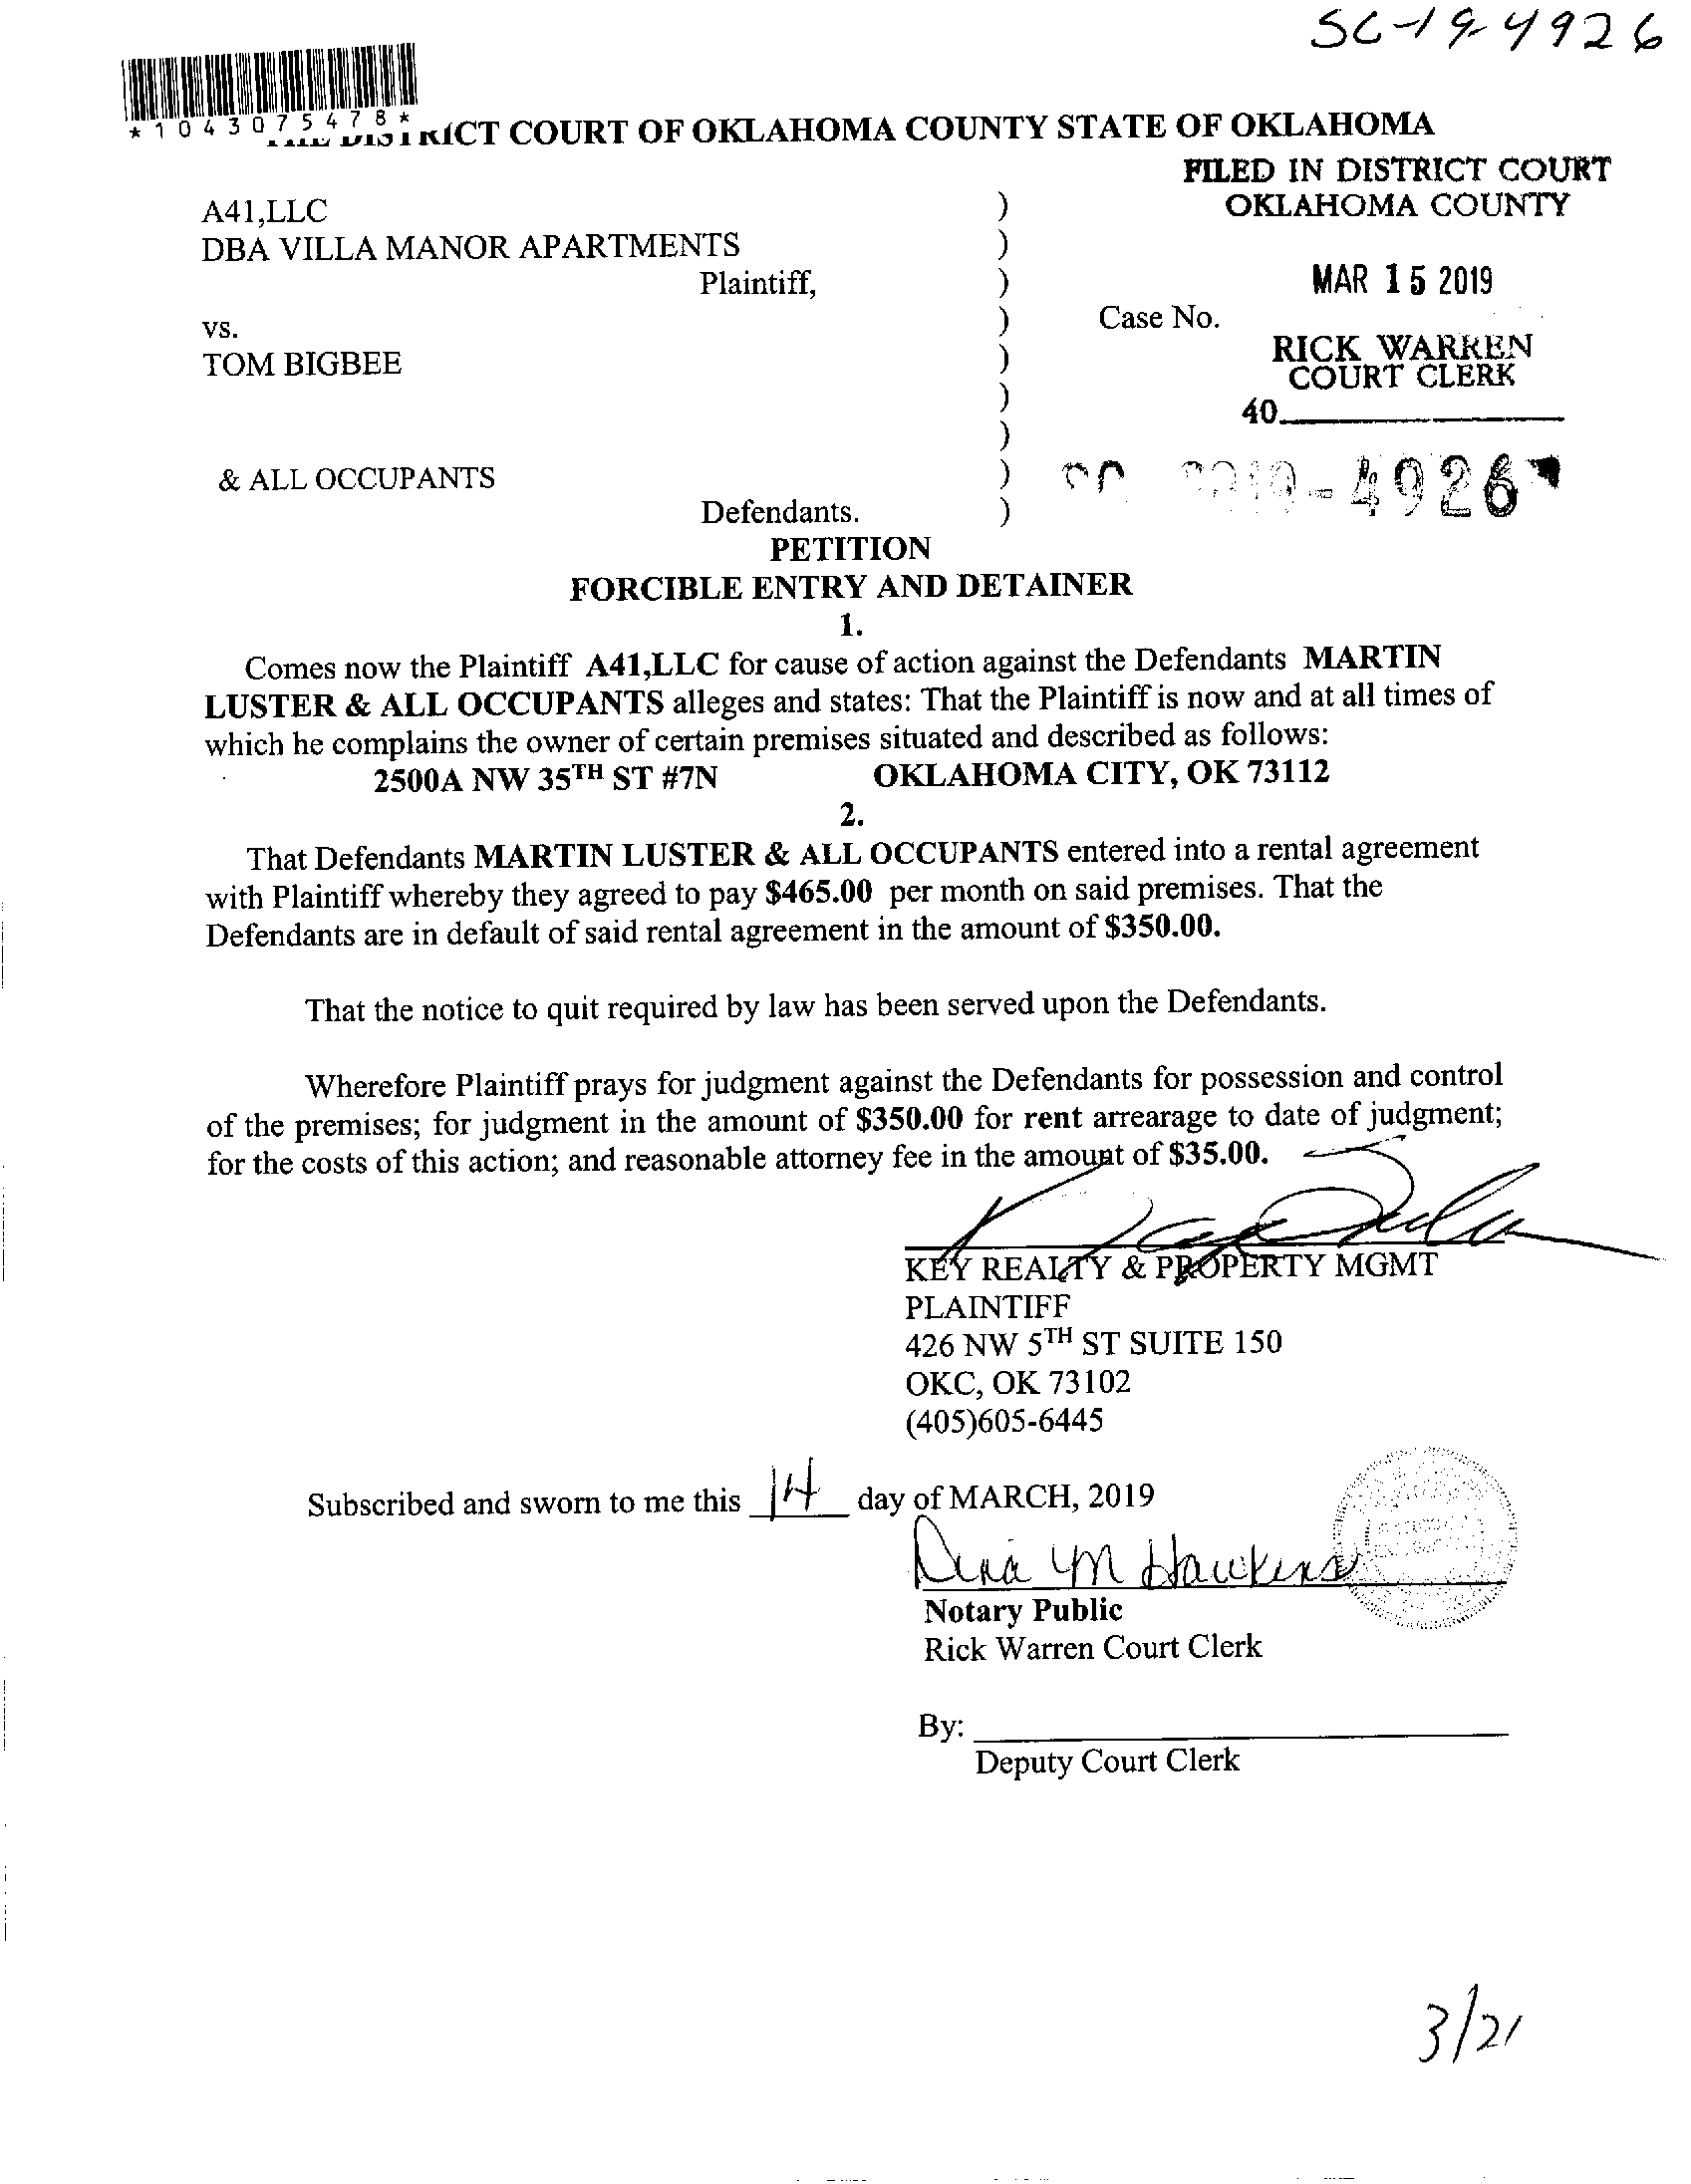 SC-19-4926
*10430754 78*
DISTRICT COURT OF OKLAHOMA COUNTY STATE OF OKLAHOMA
FILED IN DISTRICT COURT
OKLAHOMA COUNTY
A41,LLC )
DBA VILLA MANOR APARTMENTS )
Plaintiff, )
MAR 15 2019
vs. ) Case No.
TOM BIGBEE )
RICK WARREN
COURT CLERK
)
40
)
& ALL OCCUPANTS ) -4926
Defendants. )
PETITION
FORCIBLE ENTRY AND DETAINER
1.
Comes now the Plaintiff A41,LLC for cause of action against the Defendants MARTIN
LUSTER & ALL OCCUPANTS alleges and states: That the Plaintiff is now and at all times of
which he complains the owner of certain premises situated and described as follows:
2500A NW 35TH ST #7N OKLAHOMA CITY, OK 73112
2.
That Defendants MARTIN LUSTER & ALL OCCUPANTS entered into a rental agreement
with Plaintiff whereby they agreed to pay $465.00 per month on said premises. That the
Defendants are in default of said rental agreement in the amount of $350.00.
That the notice to quit required by law has been served upon the Defendants.
Wherefore Plaintiff prays for judgment against the Defendants for possession and control
of the premises; for judgment in the amount of $350.00 for rent arrearage to date of judgment;
for the costs of this action; and reasonable attorney fee in the amount of $35.00.
KEY REALTY & PROPERTY MGMT
PLAINTIFF
426 NW 5TH ST SUITE 150
OKC, OK 73102
(405)605-6445
Subscribed and sworn to me this 14 day of MARCH, 2019
M Hawkins
Notary Public
Rick Warren Court Clerk
By:
Deputy Court Clerk
3/21